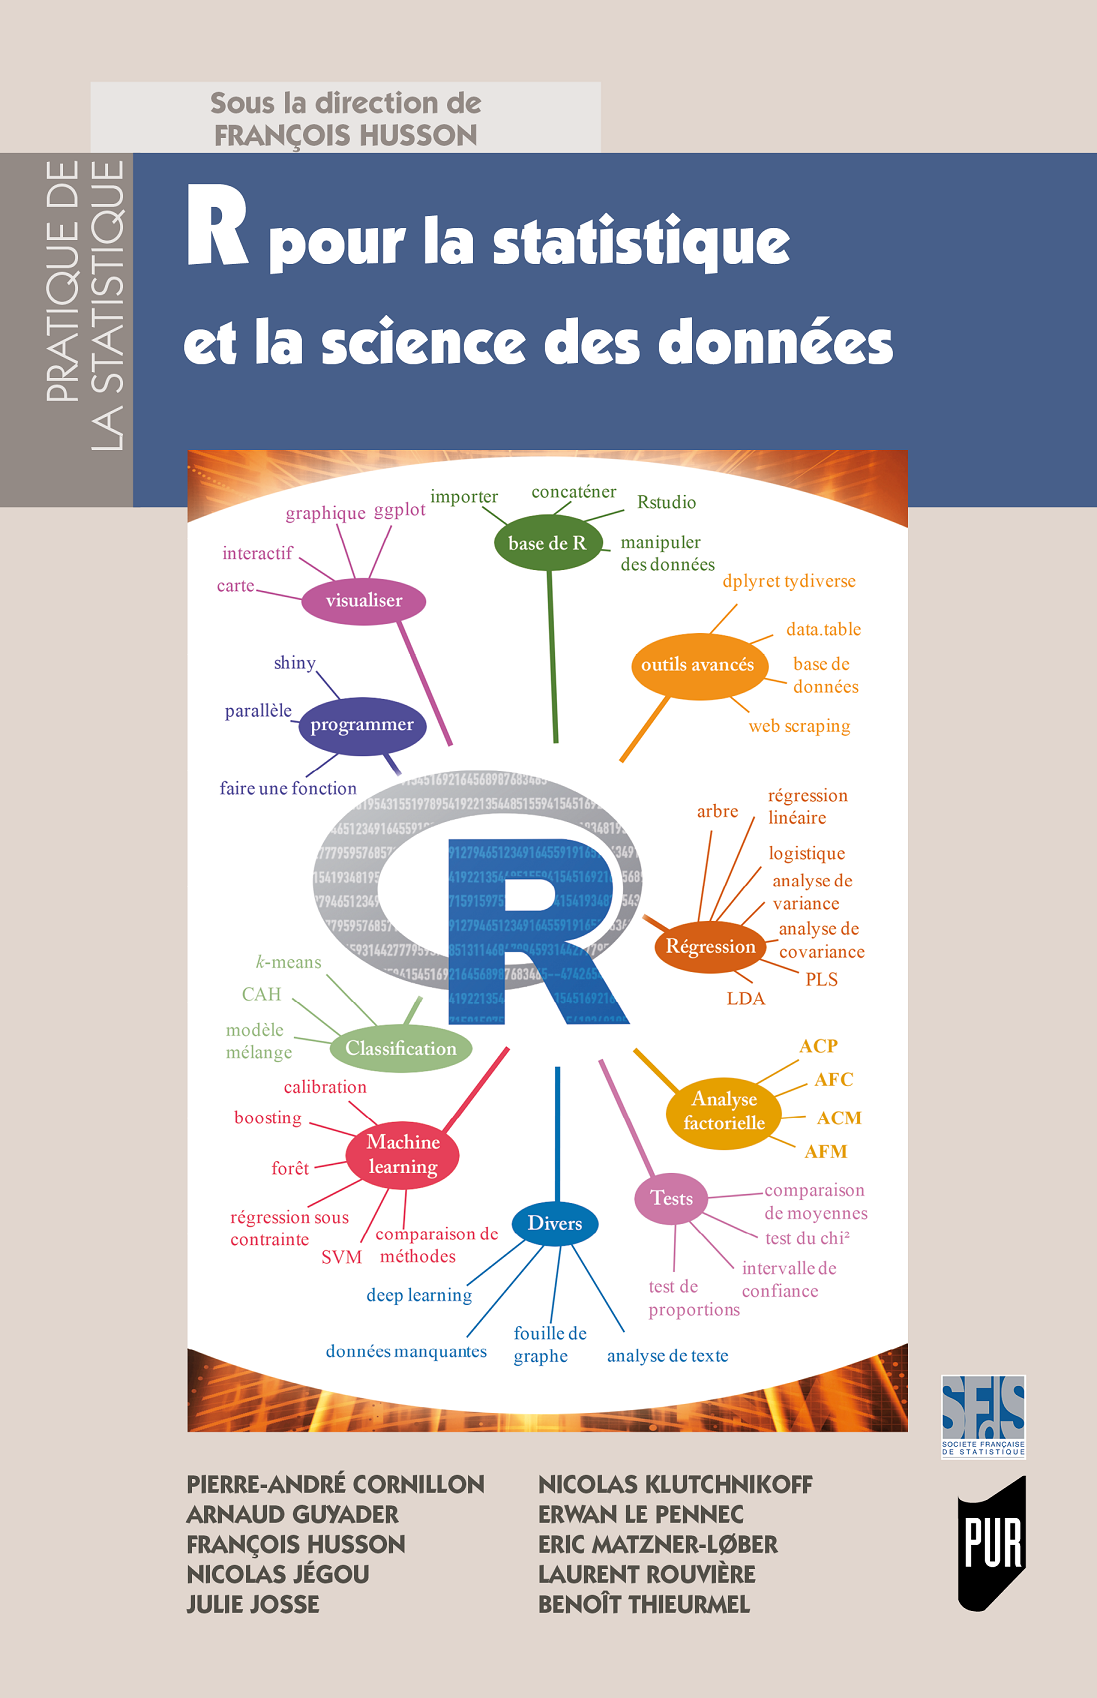 Sous la direction de
FRANÇOIS HUSSON
PRATIQUE DE
LA STATISTIQUE
R pour la statistique
et la science des données
graphique
ggplot
interactif
carte
visualiser
importer
concaténer
Rstudio
manipuler
des données
base de R
dplyret tydiverse
data.table
base de
données
web scraping
outils avancés
shiny
parallèle
faire une fonction
programmer
arbre
régression
linéaire
logistique
analyse de
variance
analyse de
covariance
PLS
LDA
Régression
R
k-means
CAH
modèle
mélange
Classification
ACP
AFC
ACM
AFM
Analyse
factorielle
calibration
boosting
forêt
régression sous
contrainte
SVM
comparaison de
méthodes
Machine
learning
Tests
comparaison
de moyennes
test du chi²
intervalle de
confiance
test de
proportions
Divers
deep learning
données manquantes
fouille de
graphe
analyse de texte
SFdS
SOCIETE FRANÇAISE
DE STATISTIQUE
PIERRE-ANDRÉ CORNILLON
ARNAUD GUYADER
FRANÇOIS HUSSON
NICOLAS JÉGOU
JULIE JOSSE
NICOLAS KLUTCHNIKOFF
ERWAN LE PENNEC
ERIC MATZNER-LØBER
LAURENT ROUVIÈRE
BENOÎT THIEURMEL
PUR